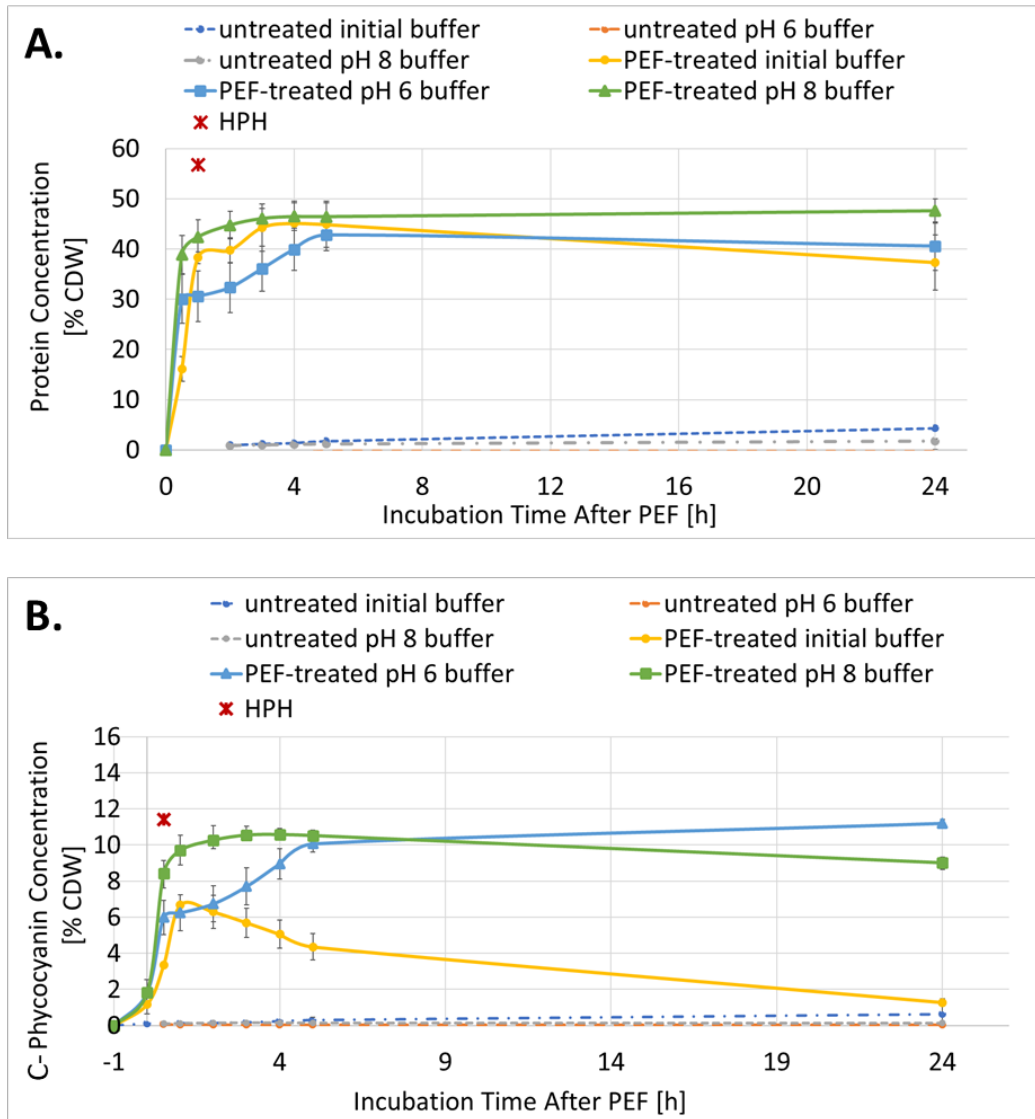 A.
untreated initial buffer
untreated pH 6 buffer
untreated pH 8 buffer
PEF-treated initial buffer
PEF-treated pH 6 buffer
PEF-treated pH 8 buffer
HPH
Protein Concentration
[% CDW]
60
50
40
30
20
10
0
0 4 8 12 16 20 24
Incubation Time After PEF [h]
B.
untreated initial buffer
untreated pH 6 buffer
untreated pH 8 buffer
PEF-treated initial buffer
PEF-treated pH 6 buffer
PEF-treated pH 8 buffer
HPH
C- Phycocyanin Concentration
[% CDW]
16
14
12
10
8
6
4
2
0
-1 4 9 14 19 24
Incubation Time After PEF [h]